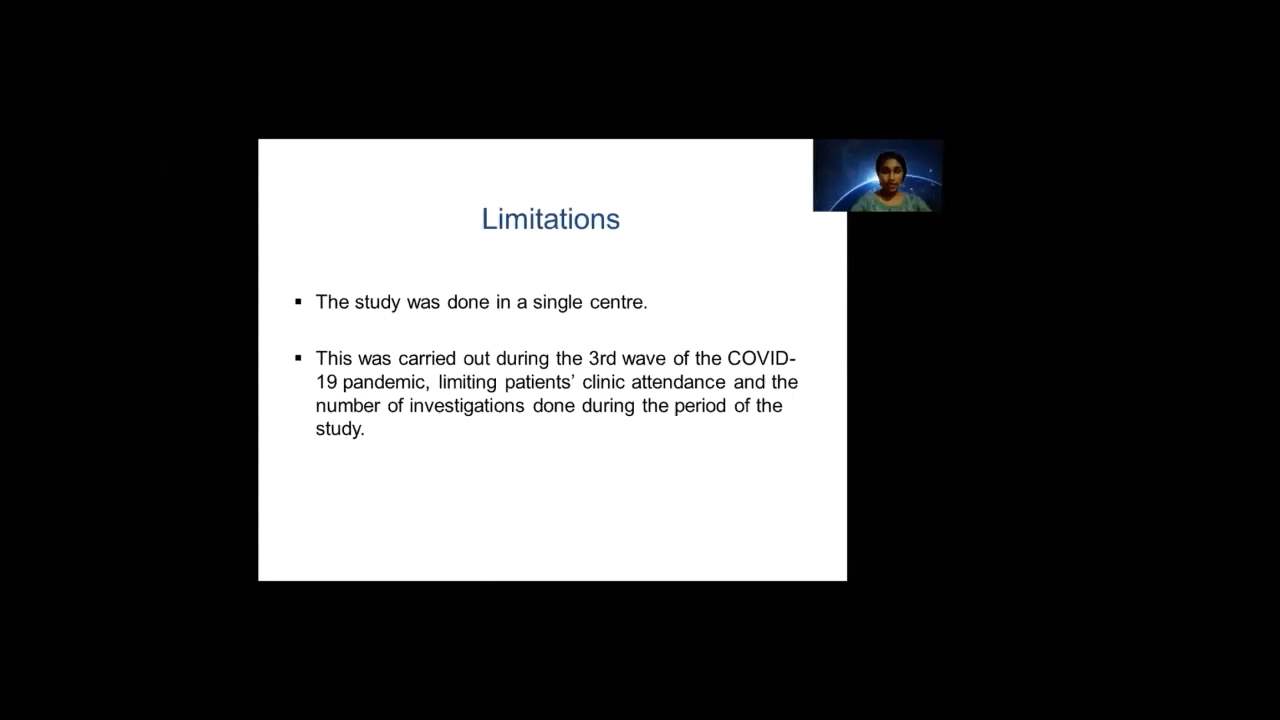 Limitations
▪ The study was done in a single centre.
▪ This was carried out during the 3rd wave of the COVID-
19 pandemic, limiting patients’ clinic attendance and the
number of investigations done during the period of the
study.